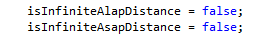 isInfiniteAlapDistance = false;
isInfiniteAsapDistance = false;